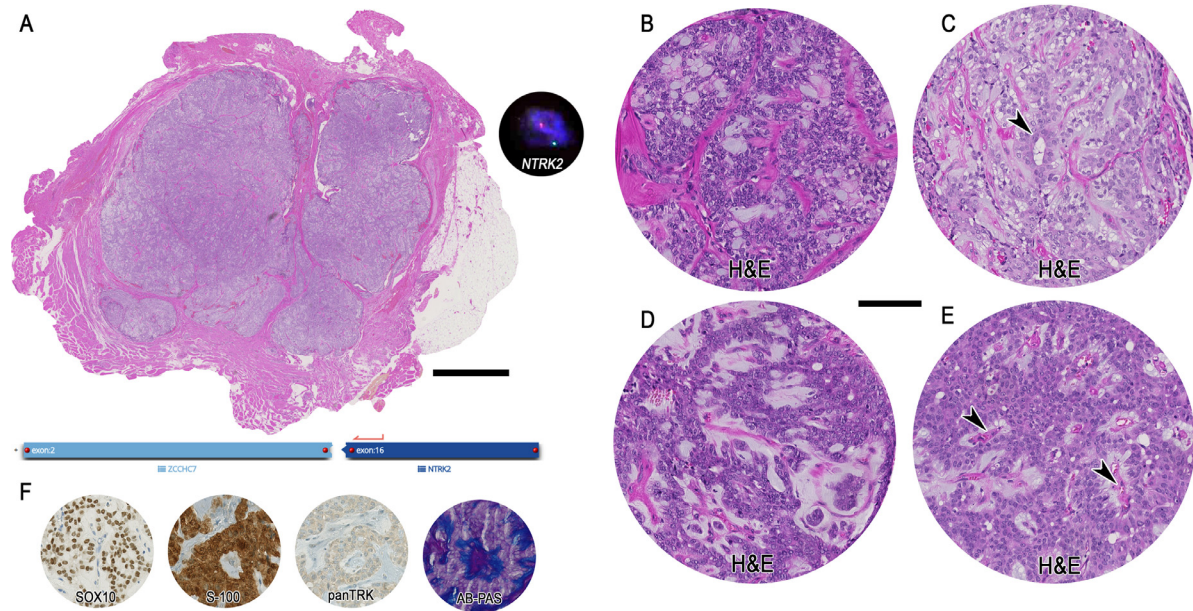 A
NTRK2
exon:2
exon:16
ZCCHC7
NTRK2
B
H&E
C
H&E
D
H&E
E
H&E
F
SOX10
S-100
panTRK
AB-PAS